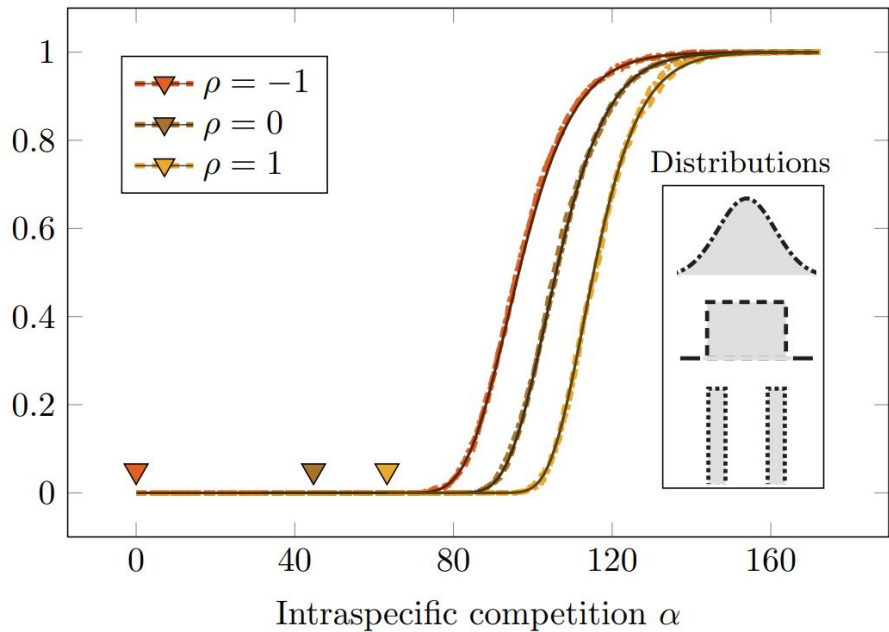 1
0.8
0.6
0.4
0.2
0
ρ = −1
ρ = 0
ρ = 1
Distributions
0 40 80 120 160
Intraspecific competition α